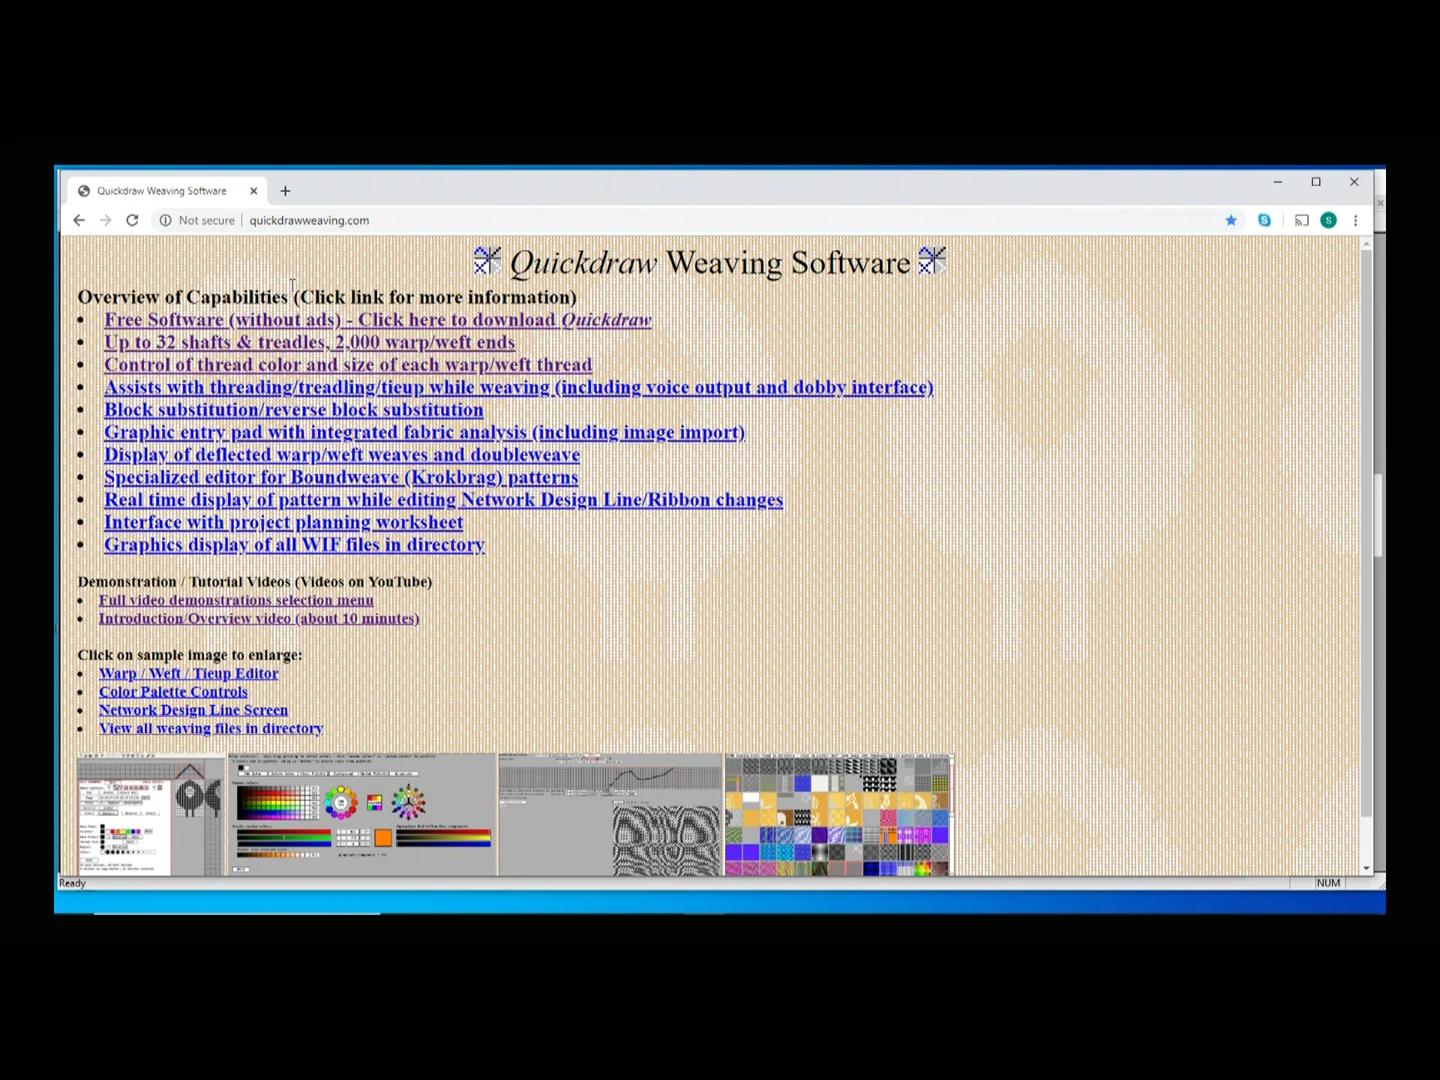 Quickdraw Weaving Software
Not secure
quickdrawweaving.com
S
Quickdraw Weaving Software
Overview of Capabilities (Click link for more information)
Free Software (without ads) - Click here to download Quickdraw
Up to 32 shafts & treadles, 2,000 warp/weft ends
Control of thread color and size of each warp/weft thread
Assists with threading/treadling/tieup while weaving (including voice output and dobby interface)
Block substitution/reverse block substitution
Graphic entry pad with integrated fabric analysis (including image import)
Display of deflected warp/weft weaves and doubleweave
Specialized editor for Boundweave (Krokbrag) patterns
Real time display of pattern while editing Network Design Line/Ribbon changes
Interface with project planning worksheet
Graphics display of all WIF files in directory
Demonstration / Tutorial Videos (Videos on YouTube)
Full video demonstrations selection menu
Introduction/Overview video (about 10 minutes)
Click on sample image to enlarge:
Warp / Weft / Tieup Editor
Color Palette Controls
Network Design Line Screen
View all weaving files in directory
Ready
NUM